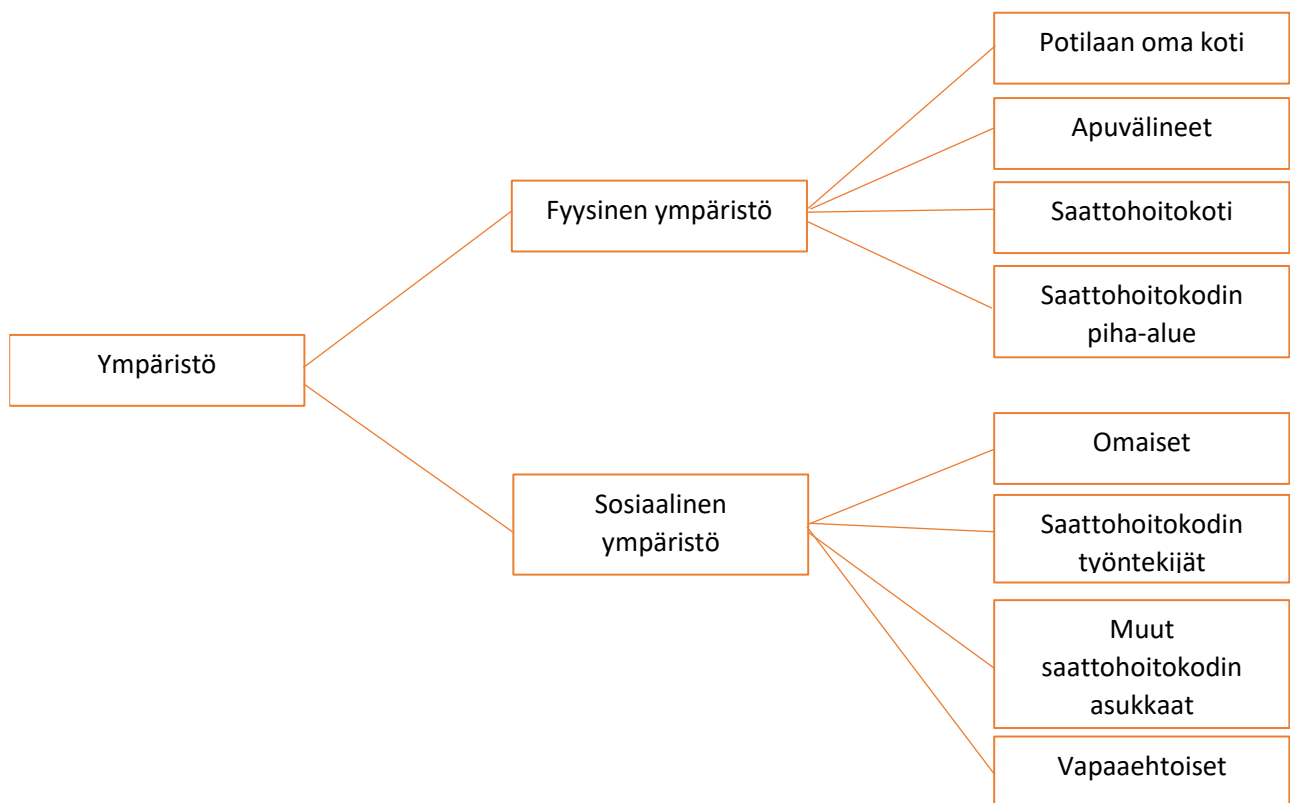 Ympäristö
Fyysinen ympäristö
Potilaan oma koti
Apuvälineet
Saattohoitokoti
Saattohoitokodin
piha-alue
Sosiaalinen
ympäristö
Omaiset
Saattohoitokodin
työntekijät
Muut
saattohoitokodin
asukkaat
Vapaaehtoiset